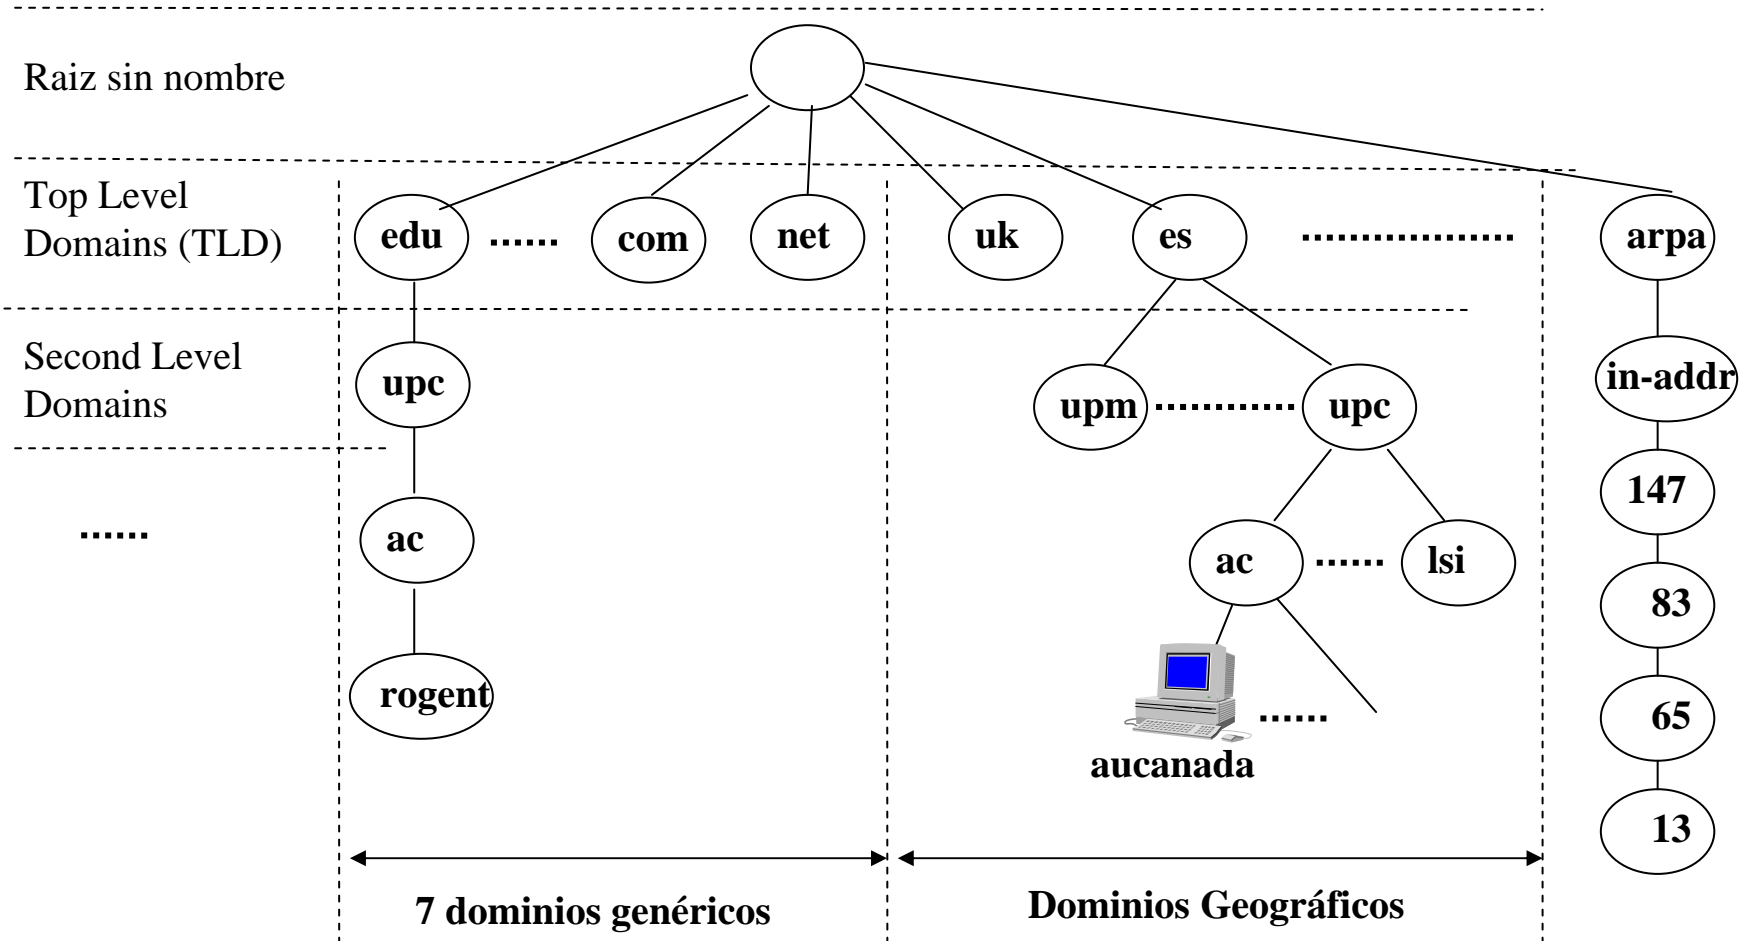 Raiz sin nombre
Top Level
Domains (TLD)
edu ...... com net uk es .................. arpa
Second Level
Domains
upc upm ............ upc in-addr
147
...... ac ac ...... lsi
83
rogent ...... 65
aucanada
13
7 dominios genéricos Dominios Geográficos